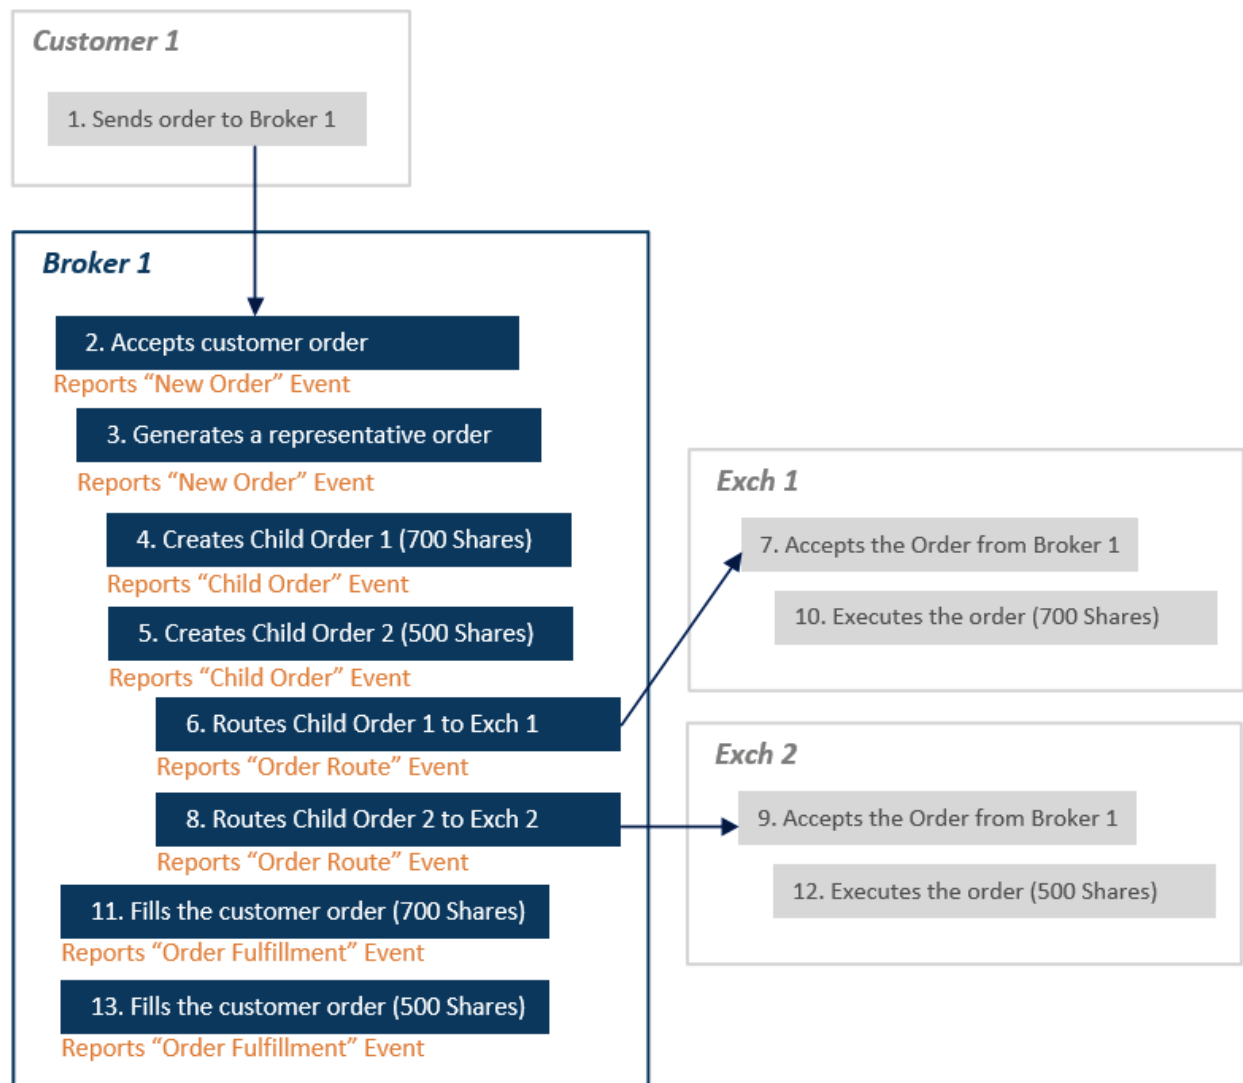 Customer 1
1. Sends order to Broker 1
Broker 1
2. Accepts customer order
Reports “New Order” Event
3. Generates a representative order
Reports “New Order” Event
4. Creates Child Order 1 (700 Shares)
Reports “Child Order” Event
5. Creates Child Order 2 (500 Shares)
Reports “Child Order” Event
6. Routes Child Order 1 to Exch 1
Reports “Order Route” Event
8. Routes Child Order 2 to Exch 2
Reports “Order Route” Event
11. Fills the customer order (700 Shares)
Reports “Order Fulfillment” Event
13. Fills the customer order (500 Shares)
Reports “Order Fulfillment” Event
Exch 1
7. Accepts the Order from Broker 1
10. Executes the order (700 Shares)
Exch 2
9. Accepts the Order from Broker 1
12. Executes the order (500 Shares)